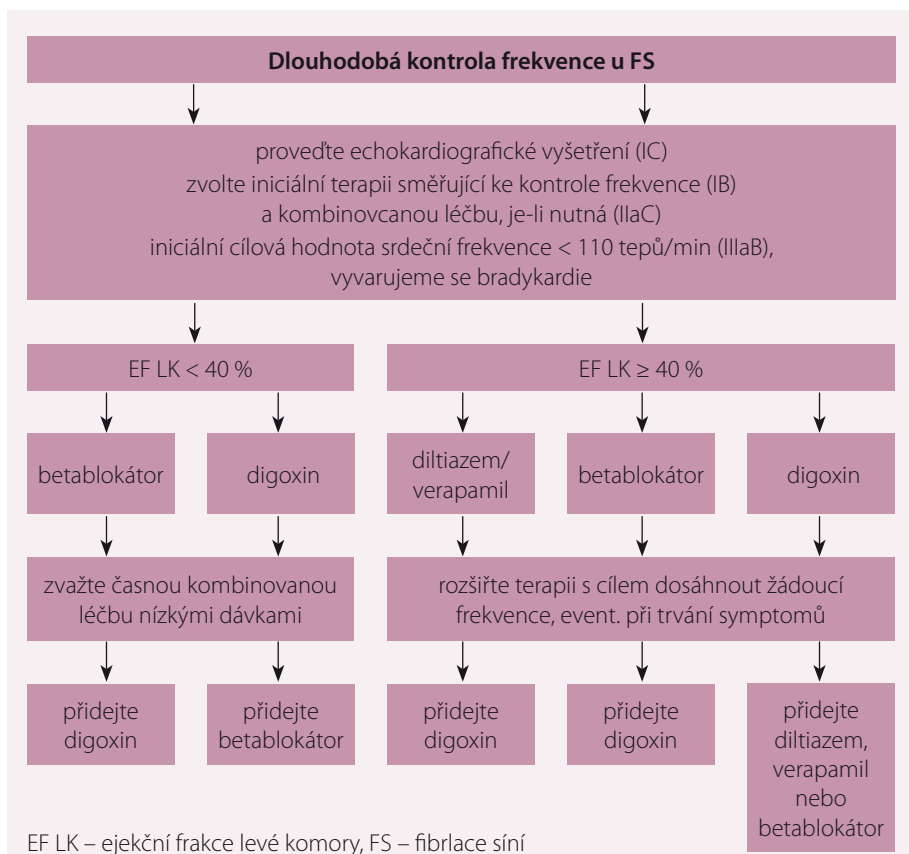 Dlouhodobá kontrola frekvence u FS
proveďte echokardiografické vyšetření (IC)
zvolte iniciální terapii směřující ke kontrole frekvence (IB)
a kombinovcanou léčbu, je-li nutná (IIaC)
iniciální cílová hodnota srdeční frekvence < 110 tepů/min (IIIaB),
vyvarujeme se bradykardie
EF LK < 40 %
EF LK ≥ 40 %
betablokátor
digoxin
diltiazem/
verapamil
betablokátor
digoxin
zvažte časnou kombinovanou
léčbu nízkými dávkami
rozšiřte terapii s cílem dosáhnout žádoucí
frekvence, event. při trvání symptomů
přidejte
digoxin
přidejte
betablokátor
přidejte
digoxin
přidejte
digoxin
přidejte
diltiazem,
verapamil
nebo
betablokátor
EF LK – ejekční frakce levé komory, FS – fibrlace síní